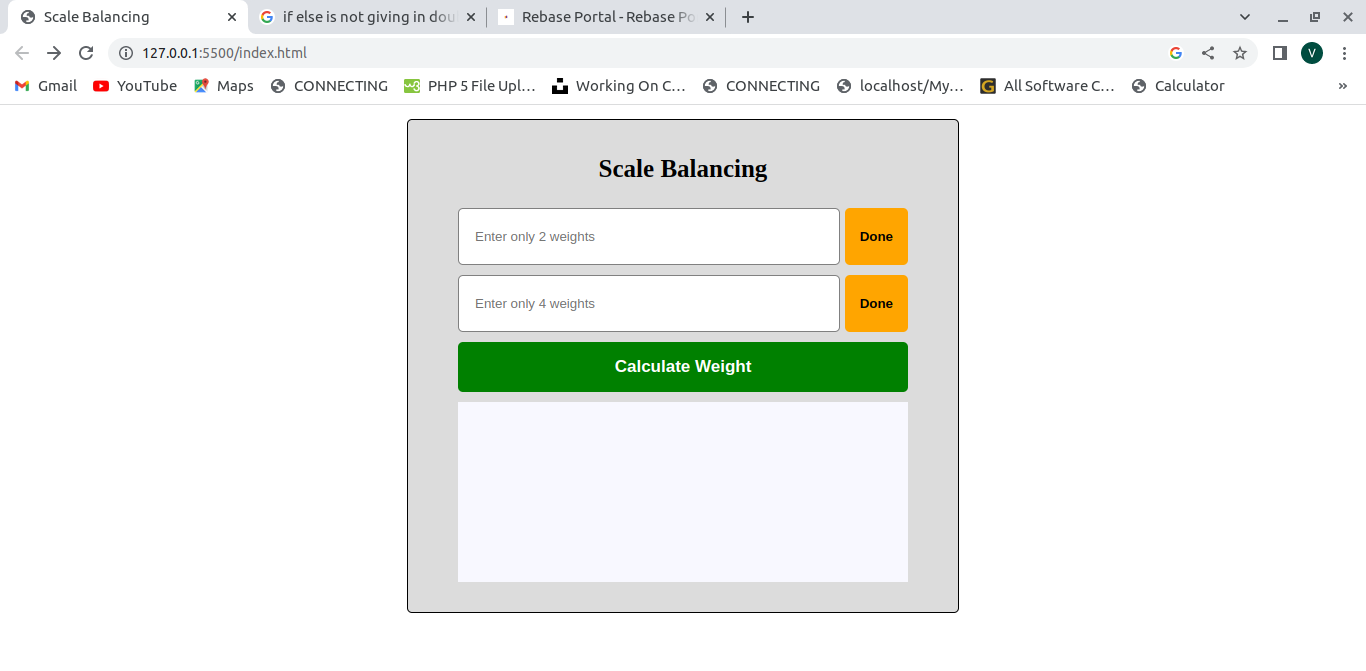 Scale Balancing
if else is not giving in dou
Rebase Portal - Rebase Po
127.0.0.1:5500/index.html
V
Gmail
YouTube
Maps
CONNECTING
PHP 5 File Upl...
Working On C...
CONNECTING
localhost/My...
All Software C...
Calculator
»
Scale Balancing
Enter only 2 weights
Done
Enter only 4 weights
Done
Calculate Weight